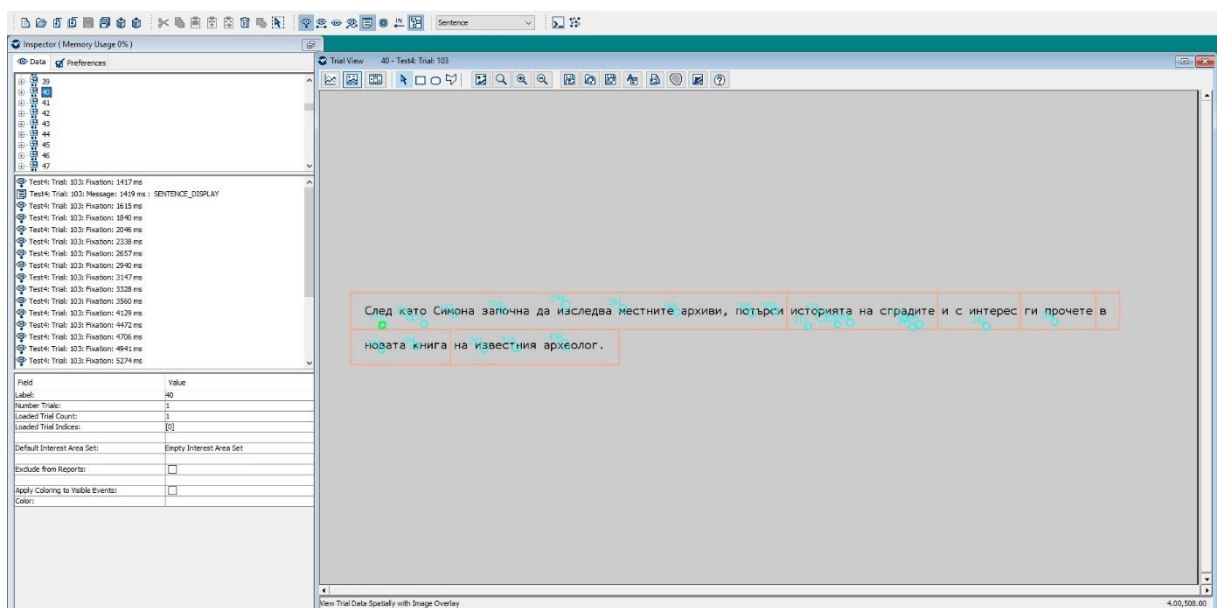 Sentence
Inspector ( Memory Usage 0% )
Data Preferences
39
40
41
42
43
44
45
46
47
Test4: Trial: 103: Fixation: 1417 ms
Test4: Trial: 103: Message: 1419 ms : SENTENCE_DISPLAY
Test4: Trial: 103: Fixation: 1615 ms
Test4: Trial: 103: Fixation: 1840 ms
Test4: Trial: 103: Fixation: 2046 ms
Test4: Trial: 103: Fixation: 2338 ms
Test4: Trial: 103: Fixation: 2657 ms
Test4: Trial: 103: Fixation: 2940 ms
Test4: Trial: 103: Fixation: 3147 ms
Test4: Trial: 103: Fixation: 3328 ms
Test4: Trial: 103: Fixation: 3560 ms
Test4: Trial: 103: Fixation: 4129 ms
Test4: Trial: 103: Fixation: 4472 ms
Test4: Trial: 103: Fixation: 4706 ms
Test4: Trial: 103: Fixation: 4941 ms
Test4: Trial: 103: Fixation: 5274 ms
Field Value
Label: 40
Number Trials: 1
Loaded Trial Count: 1
Loaded Trial Indices: [0]
Default Interest Area Set: Empty Interest Area Set
Exclude from Reports:
Apply Coloring to Visible Events:
Color:
Trial View 40 - Test4: Trial: 103
След като Симона започна да изследва местните архиви, потърси историята на сградите и с интерес ги прочете в
новата книга на известния археолог.
View Trial Data Spatially with Image Overlay
4.00,508.00